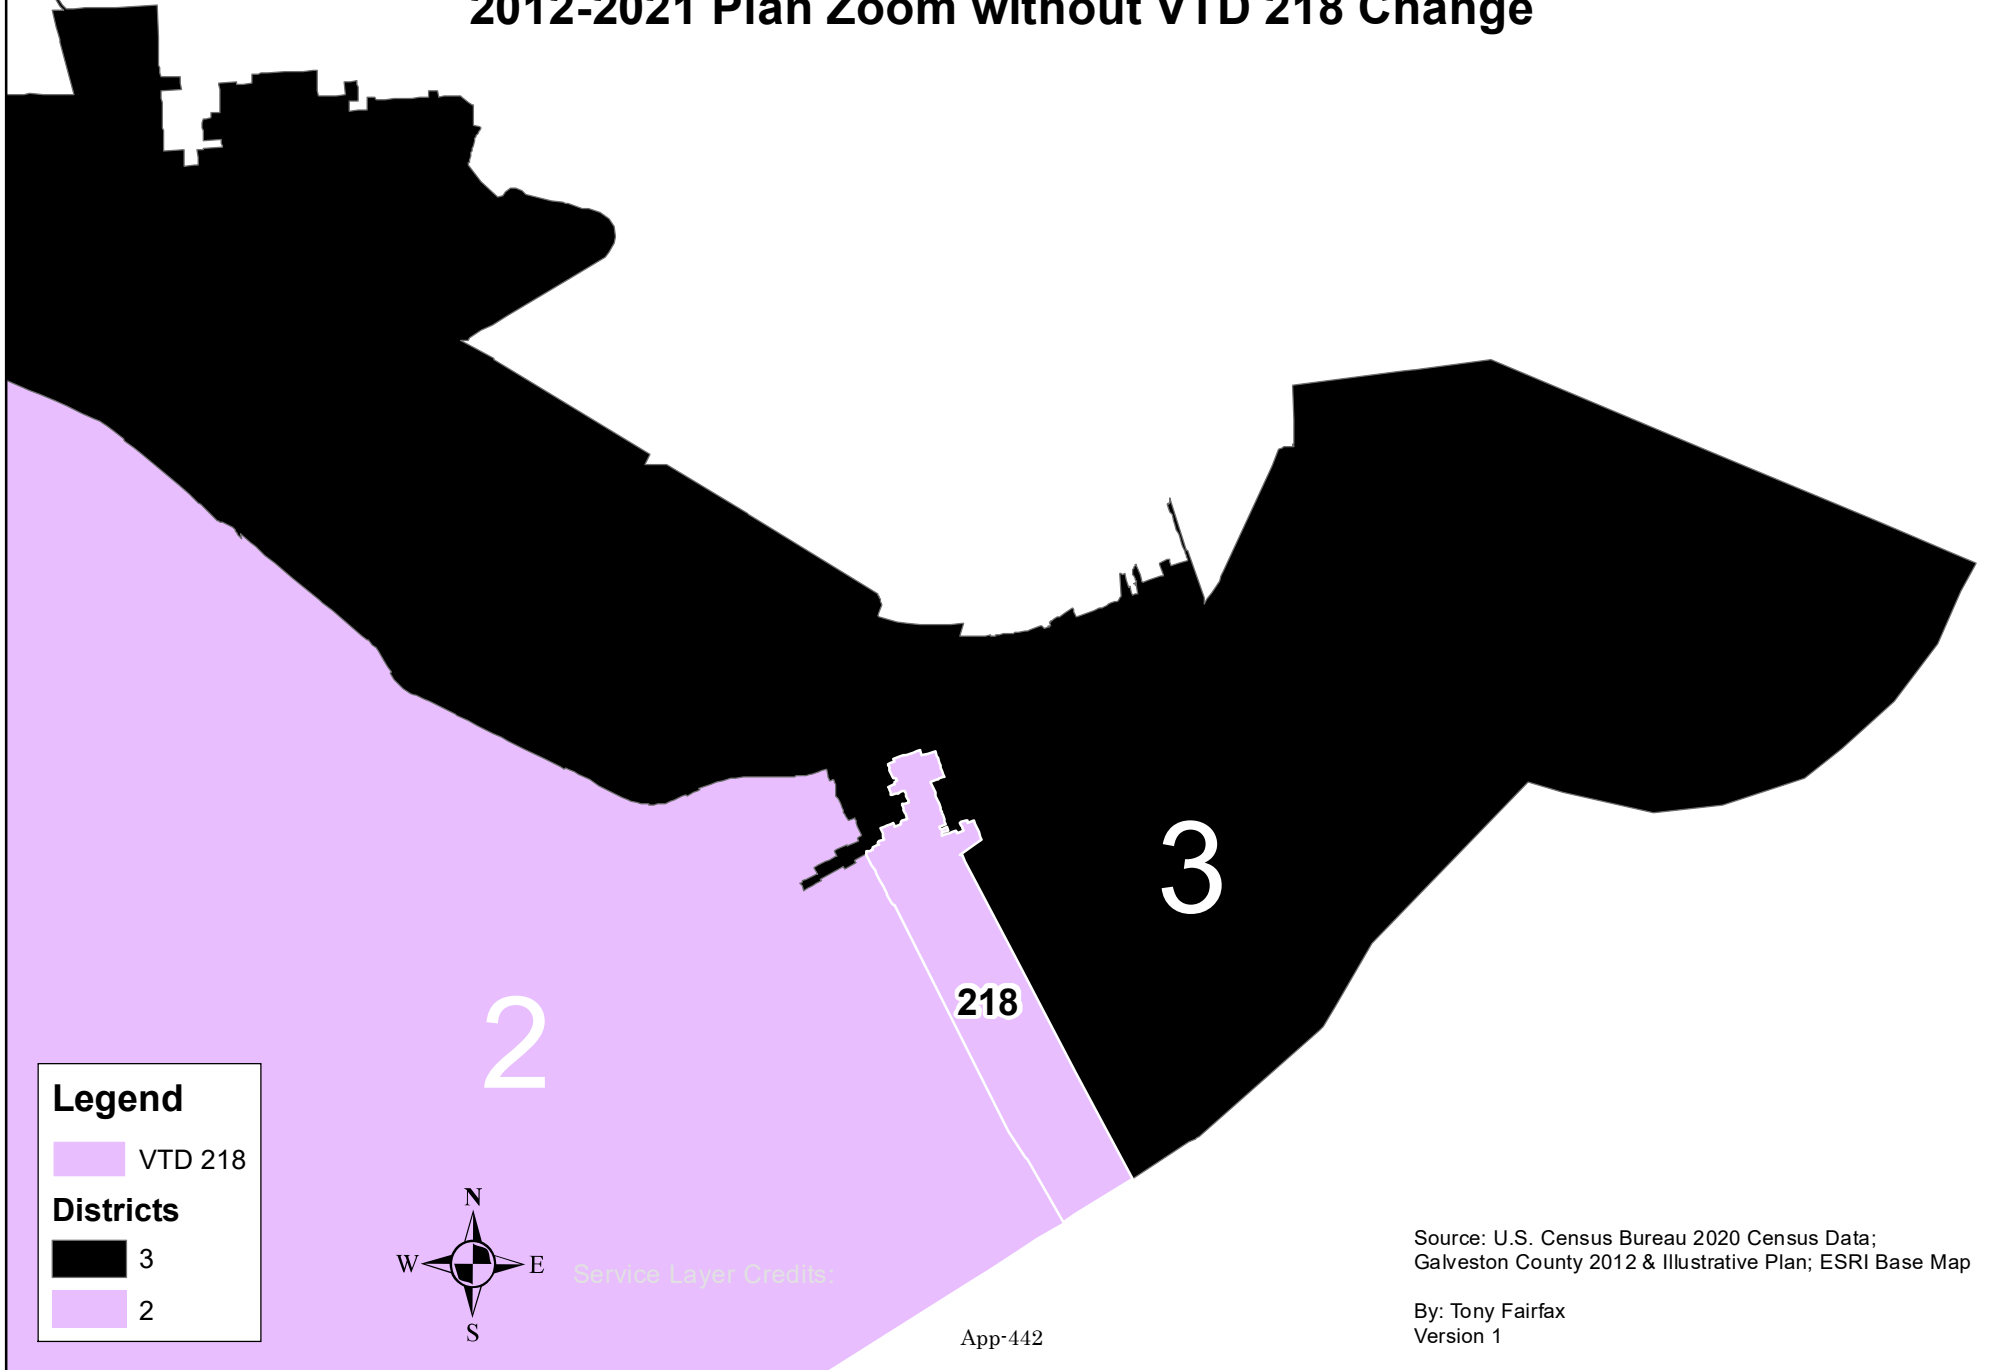 2012-2021 Plan Zoom without VTD 218 Change
3
218
2
Legend
VTD 218
Districts
3
2
N
W
E
S
Service Layer Credits:
Source: U.S. Census Bureau 2020 Census Data;
Galveston County 2012 & Illustrative Plan; ESRI Base Map
By: Tony Fairfax
Version 1
App-442